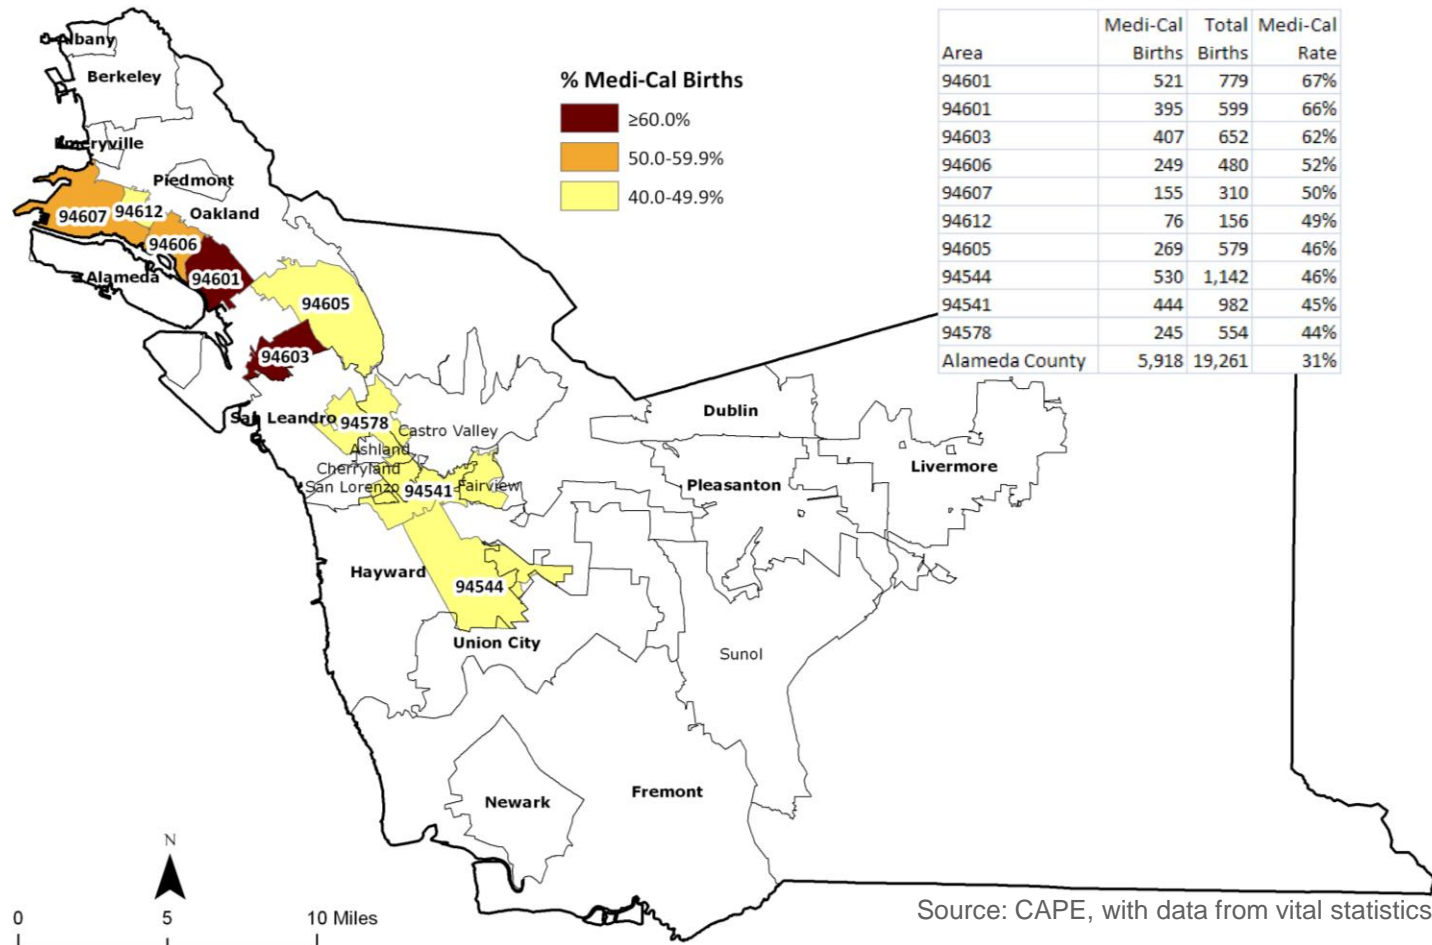 Albany
Berkeley
Emeryville
Piedmont
Oakland
94607
94612
94606
Alameda
94601
94605
94603
San Leandro
94578
Castro Valley
Ashland
Cherryland
San Lorenzo
94541
Fairview
Hayward
94544
Union City
Dublin
Livermore
Pleasanton
Sunol
Newark
Fremont
% Medi-Cal Births
≥60.0%
50.0-59.9%
40.0-49.9%
Medi-Cal Total Medi-Cal
Area Births Births Rate
94601 521 779 67%
94601 395 599 66%
94603 407 652 62%
94606 249 480 52%
94607 155 310 50%
94612 76 156 49%
94605 269 579 46%
94544 530 1,142 46%
94541 444 982 45%
94578 245 554 44%
Alameda County 5,918 19,261 31%
N
0 5 10 Miles
Source: CAPE, with data from vital statistics